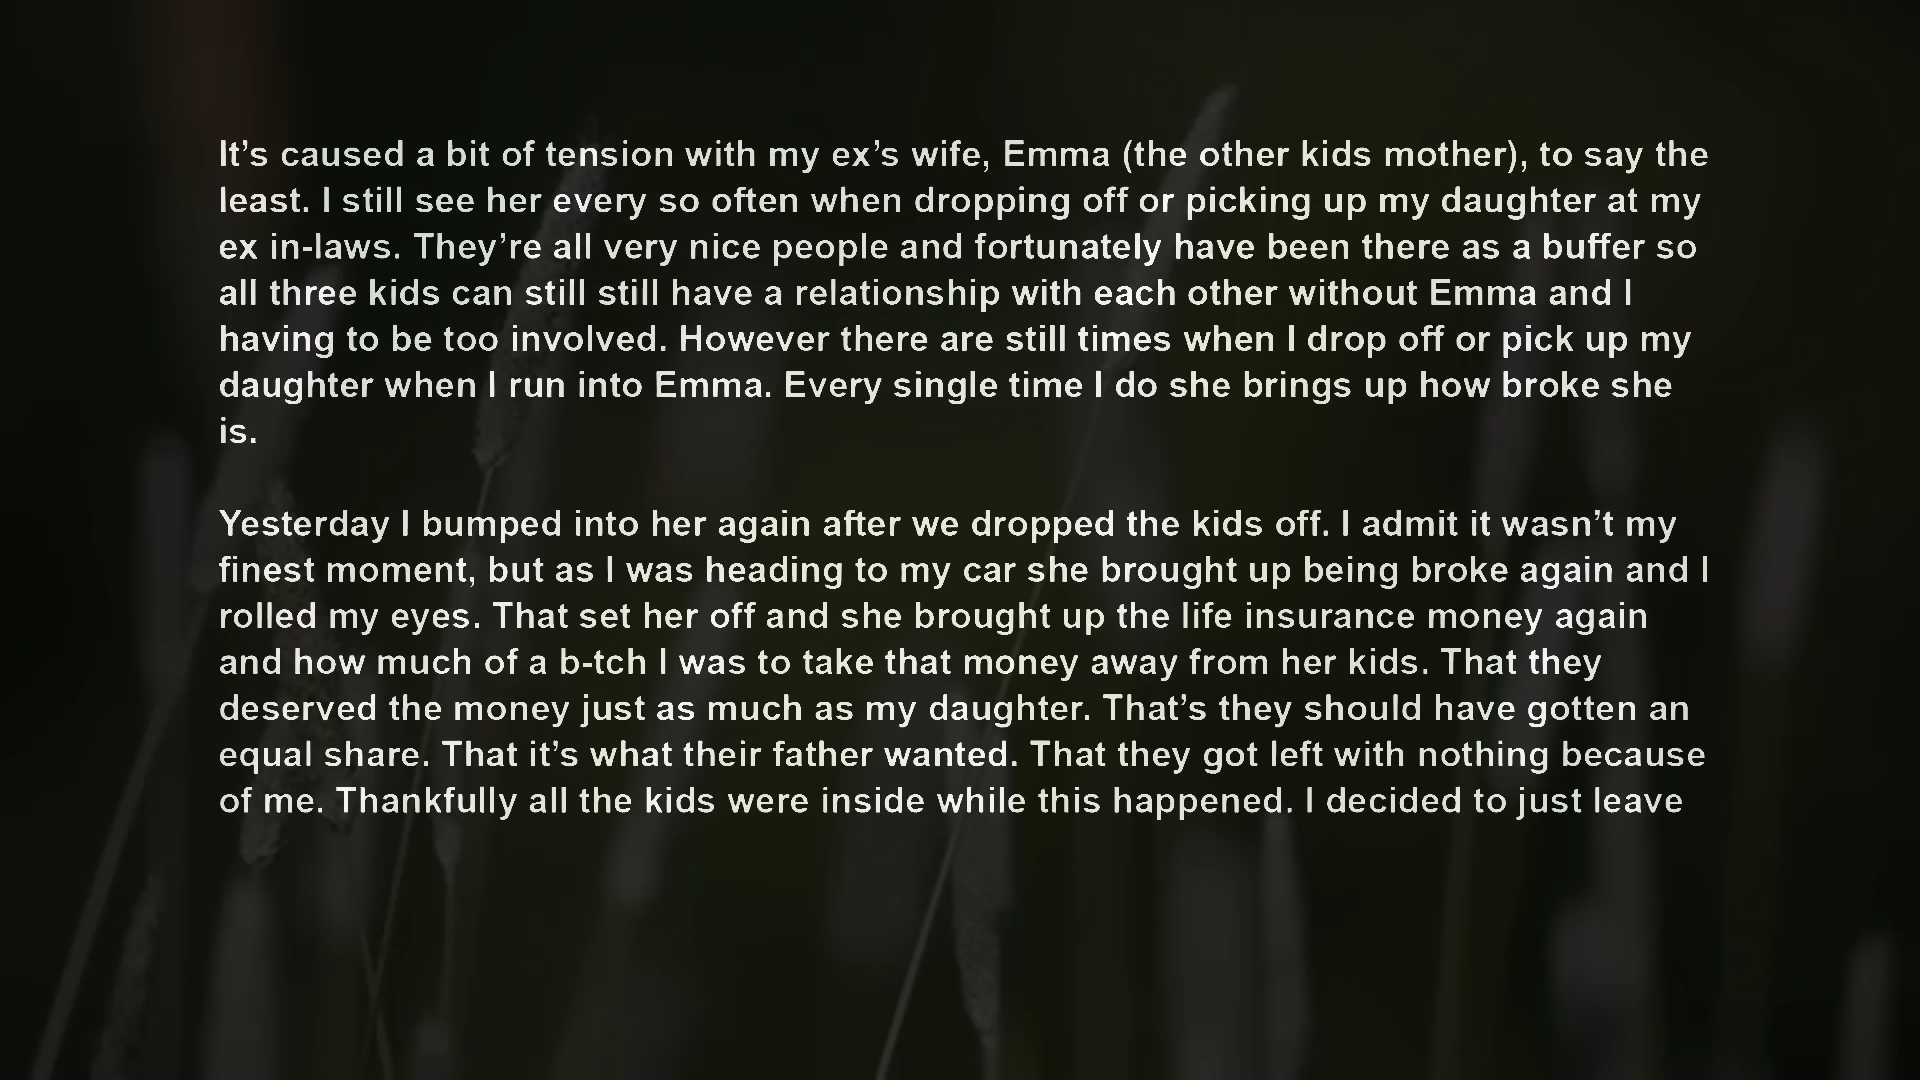 It’s caused a bit of tension with my ex’s wife, Emma (the other kids mother), to say the
least. I still see her every so often when dropping off or picking up my daughter at my
ex in-laws. They’re all very nice people and fortunately have been there as a buffer so
all three kids can still still have a relationship with each other without Emma and I
having to be too involved. However there are still times when I drop off or pick up my
daughter when I run into Emma. Every single time I do she brings up how broke she
is.
Yesterday I bumped into her again after we dropped the kids off. I admit it wasn’t my
finest moment, but as I was heading to my car she brought up being broke again and I
rolled my eyes. That set her off and she brought up the life insurance money again
and how much of a b-tch I was to take that money away from her kids. That they
deserved the money just as much as my daughter. That’s they should have gotten an
equal share. That it’s what their father wanted. That they got left with nothing because
of me. Thankfully all the kids were inside while this happened. I decided to just leave